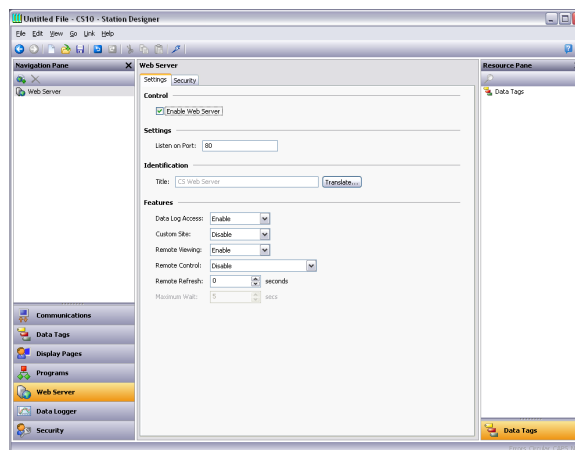 Untitled File - CS10 - Station Designer
File Edit View Go Link Help
Navigation Pane
Web Server
Communications
Data Tags
Display Pages
Programs
Web Server
Data Logger
Security
Web Server
Settings Security
Control
Enable Web Server
Settings
Listen on Port: 80
Identification
Title: CS Web Server Translate...
Features
Data Log Access: Enable
Custom Site: Disable
Remote Viewing: Enable
Remote Control: Disable
Remote Refresh: 0 seconds
Maximum Wait: 5 secs
Resource Pane
Data Tags
Data Tags